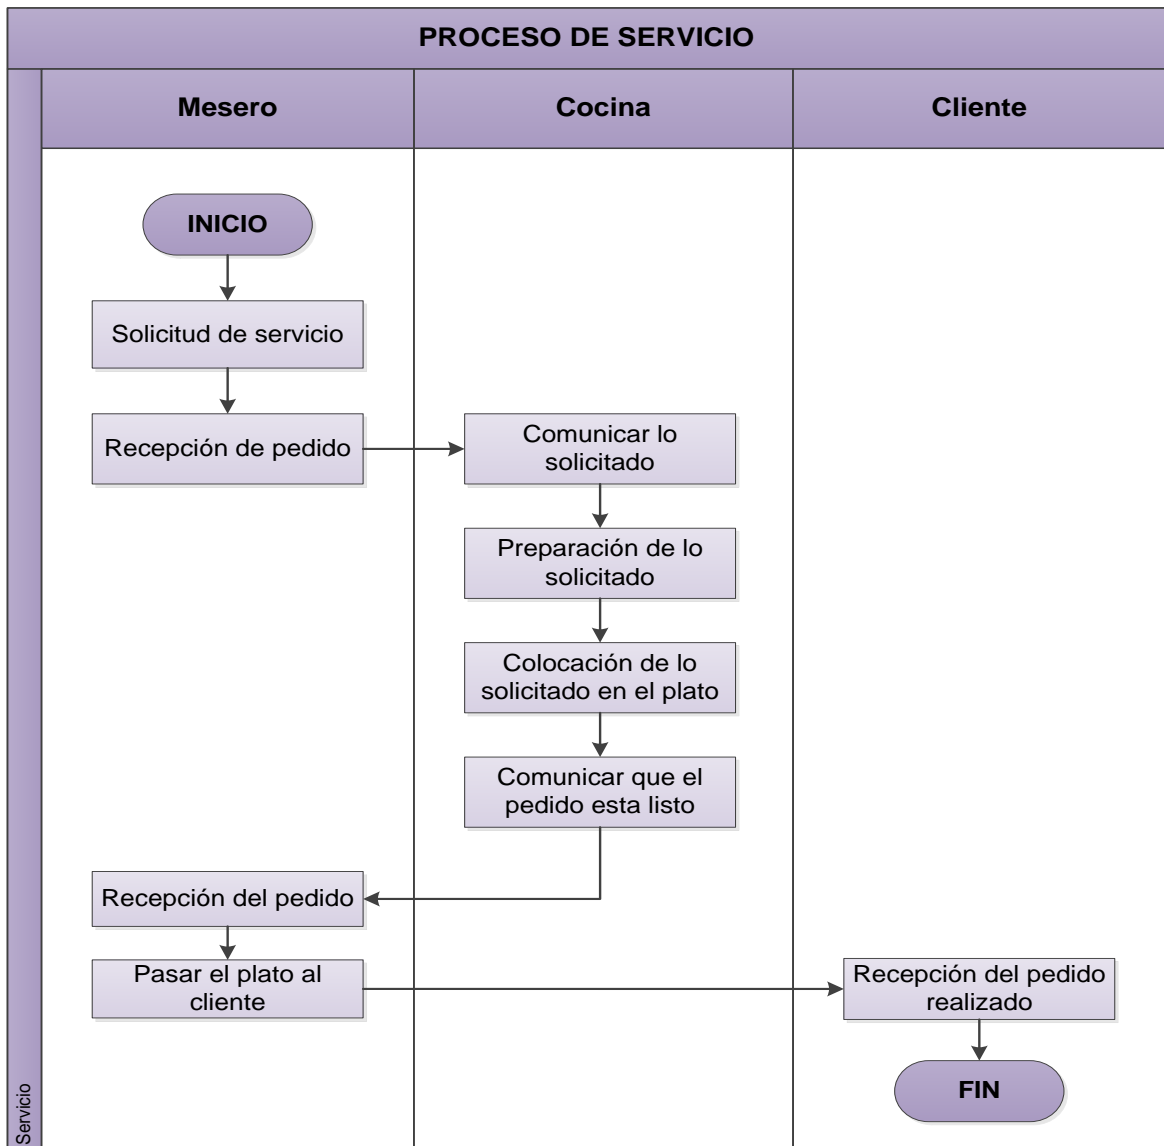 PROCESO DE SERVICIO
Mesero
Cocina
Cliente
INICIO
Solicitud de servicio
Recepción de pedido
Comunicar lo
solicitado
Preparación de lo
solicitado
Colocación de lo
solicitado en el plato
Comunicar que el
pedido esta listo
Recepción del pedido
Pasar el plato al
cliente
Recepción del pedido
realizado
FIN
Servicio